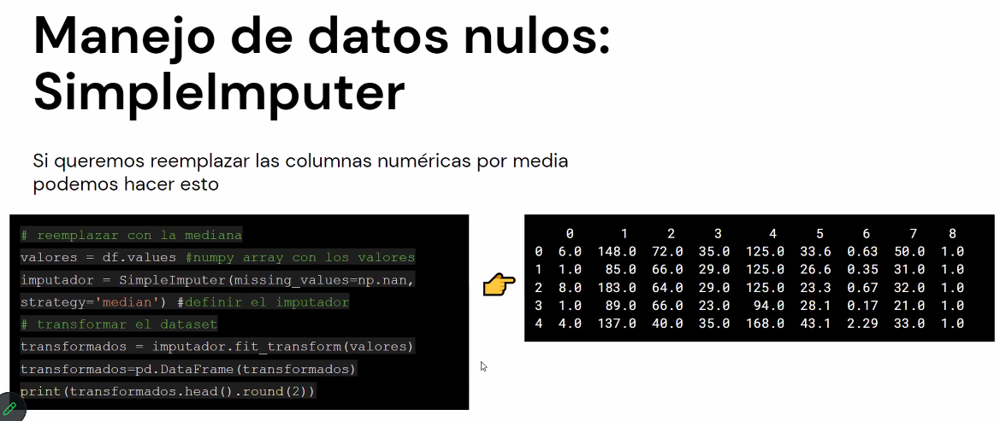 Manejo de datos nulos:
SimpleImputer
Si queremos reemplazar las columnas numéricas por media
podemos hacer esto
# reemplazar con la mediana
valores = df.values #numpy array con los valores
imputador = SimpleImputer(missing_values=np.nan,
strategy='median') #definir el imputador
# transformar el dataset
transformados = imputador.fit_transform(valores)
transformados=pd.DataFrame(transformados)
print(transformados.head().round(2))
0 1 2 3 4 5 6 7 8
0 6.0 148.0 72.0 35.0 125.0 33.6 0.63 50.0 1.0
1 1.0 85.0 66.0 29.0 125.0 26.6 0.35 31.0 1.0
2 8.0 183.0 64.0 29.0 125.0 23.3 0.67 32.0 1.0
3 1.0 89.0 66.0 23.0 94.0 28.1 0.17 21.0 1.0
4 4.0 137.0 40.0 35.0 168.0 43.1 2.29 33.0 1.0